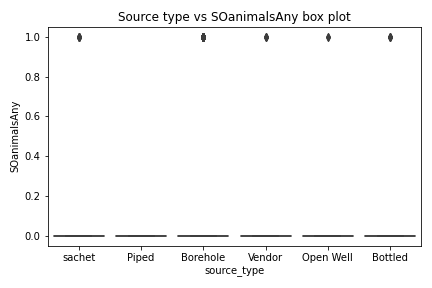 Source type vs SOanimalsAny box plot
1.0
0.8
0.6
0.4
0.2
0.0
SOanimalsAny
sachet Piped Borehole Vendor Open Well Bottled
source_type